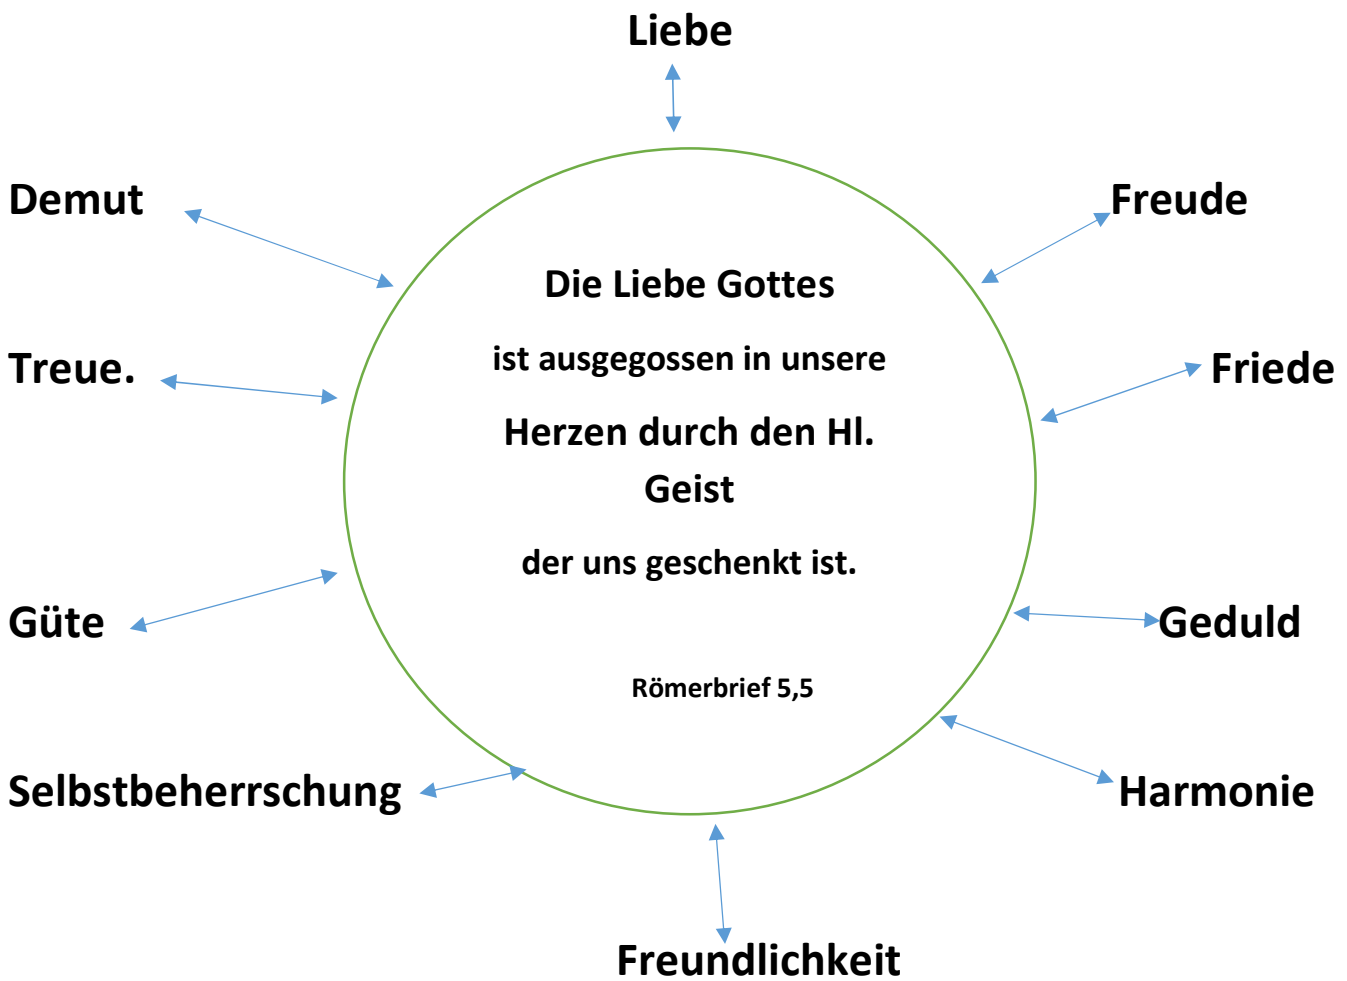 Liebe
Demut
Freude
Die Liebe Gottes
ist ausgegossen in unsere
Treue.
Friede
Herzen durch den Hl.
Geist
der uns geschenkt ist.
Güte
Geduld
Römerbrief 5,5
Selbstbeherrschung
Harmonie
Freundlichkeit